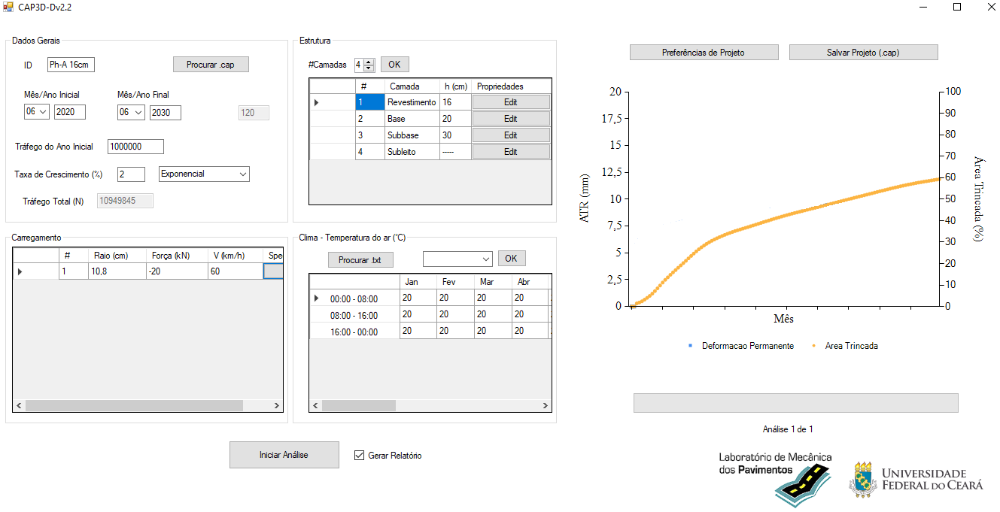 CAP3D-Dv2.2
Dados Gerais
ID Ph-A 16cm Procurar .cap
Mês/Ano Inicial Mês/Ano Final
06 2020 06 2030 120
Tráfego do Ano Inicial 1000000
Taxa de Crescimento (%) 2 Exponencial
Tráfego Total (N) 10949845
Estrutura
#Camadas 4 OK
# Camada h (cm) Propriedades
1 Revestimento 16 Edit
2 Base 20 Edit
3 Subbase 30 Edit
4 Subleito ----- Edit
Carregamento
# Raio (cm) Força (kN) V (km/h) Spe
1 10,8 -20 60
Clima - Temperatura do ar (°C)
Procurar .txt OK
Jan Fev Mar Abr
00:00 - 08:00 20 20 20 20
08:00 - 16:00 20 20 20 20
16:00 - 00:00 20 20 20 20
Iniciar Análise Gerar Relatório
Preferências de Projeto Salvar Projeto (.cap)
ATR (mm)
20
17,5
15
12,5
10
7,5
5
2,5
0
100
90
80
70
60
50
40
30
20
10
0
Área Trincada (%)
Mês
Deformacao Permanente Area Trincada
Análise 1 de 1
Laboratório de Mecânica
dos Pavimentos
UNIVERSIDADE
FEDERAL DO CEARÁ